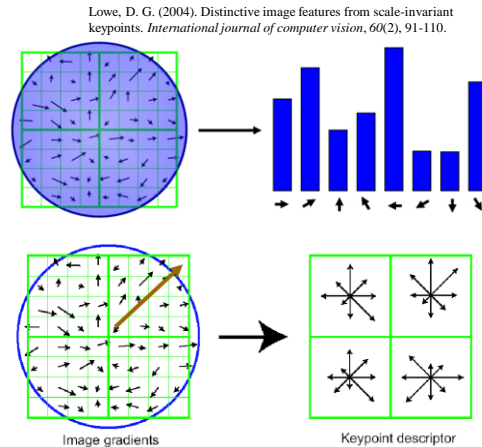 Lowe, D. G. (2004). Distinctive image features from scale-invariant
keypoints. International journal of computer vision, 60(2), 91-110.
Image gradients
Keypoint descriptor